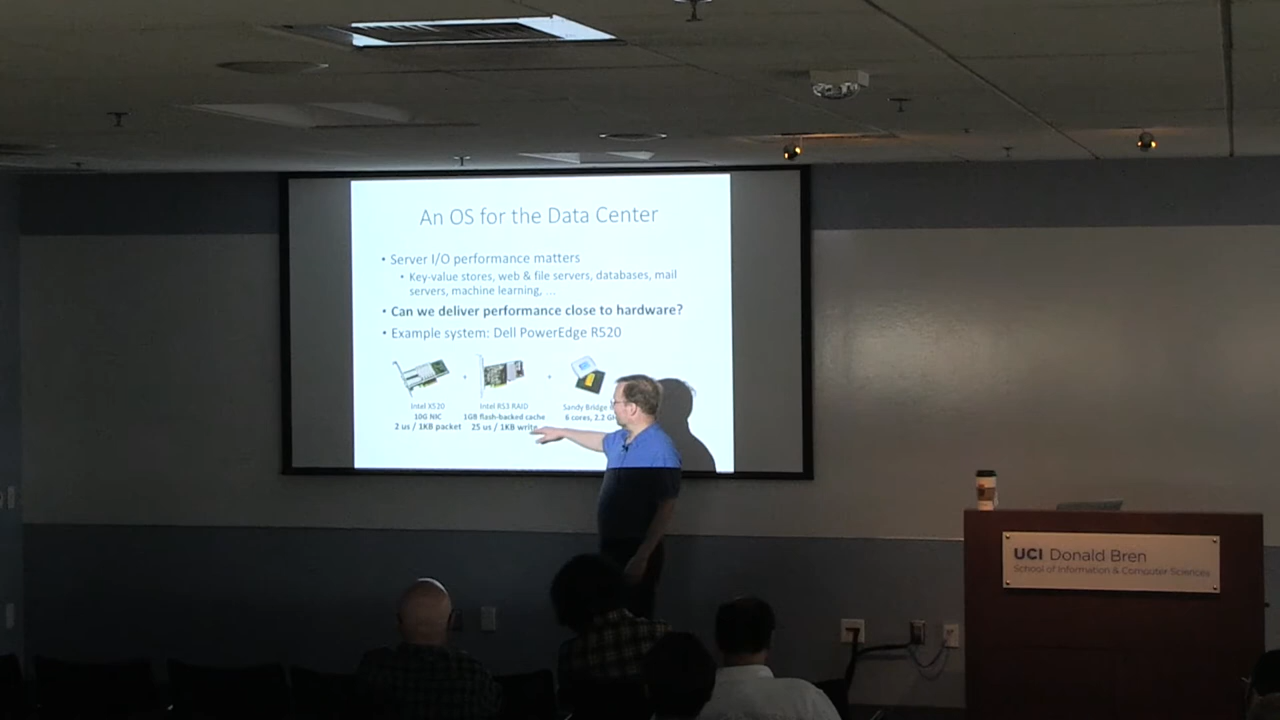 An OS for the Data Center
• Server I/O performance matters
• Key-value stores, web & file servers, databases, mail
servers, machine learning, ...
• Can we deliver performance close to hardware?
• Example system: Dell PowerEdge R520
+ +
Intel X520
10G NIC
2 us / 1KB packet
Intel RS3 RAID
1GB flash-backed cache
25 us / 1KB write
Sandy Bridge
6 cores, 2.2
UCI Donald Bren
School of Information & Computer Sciences